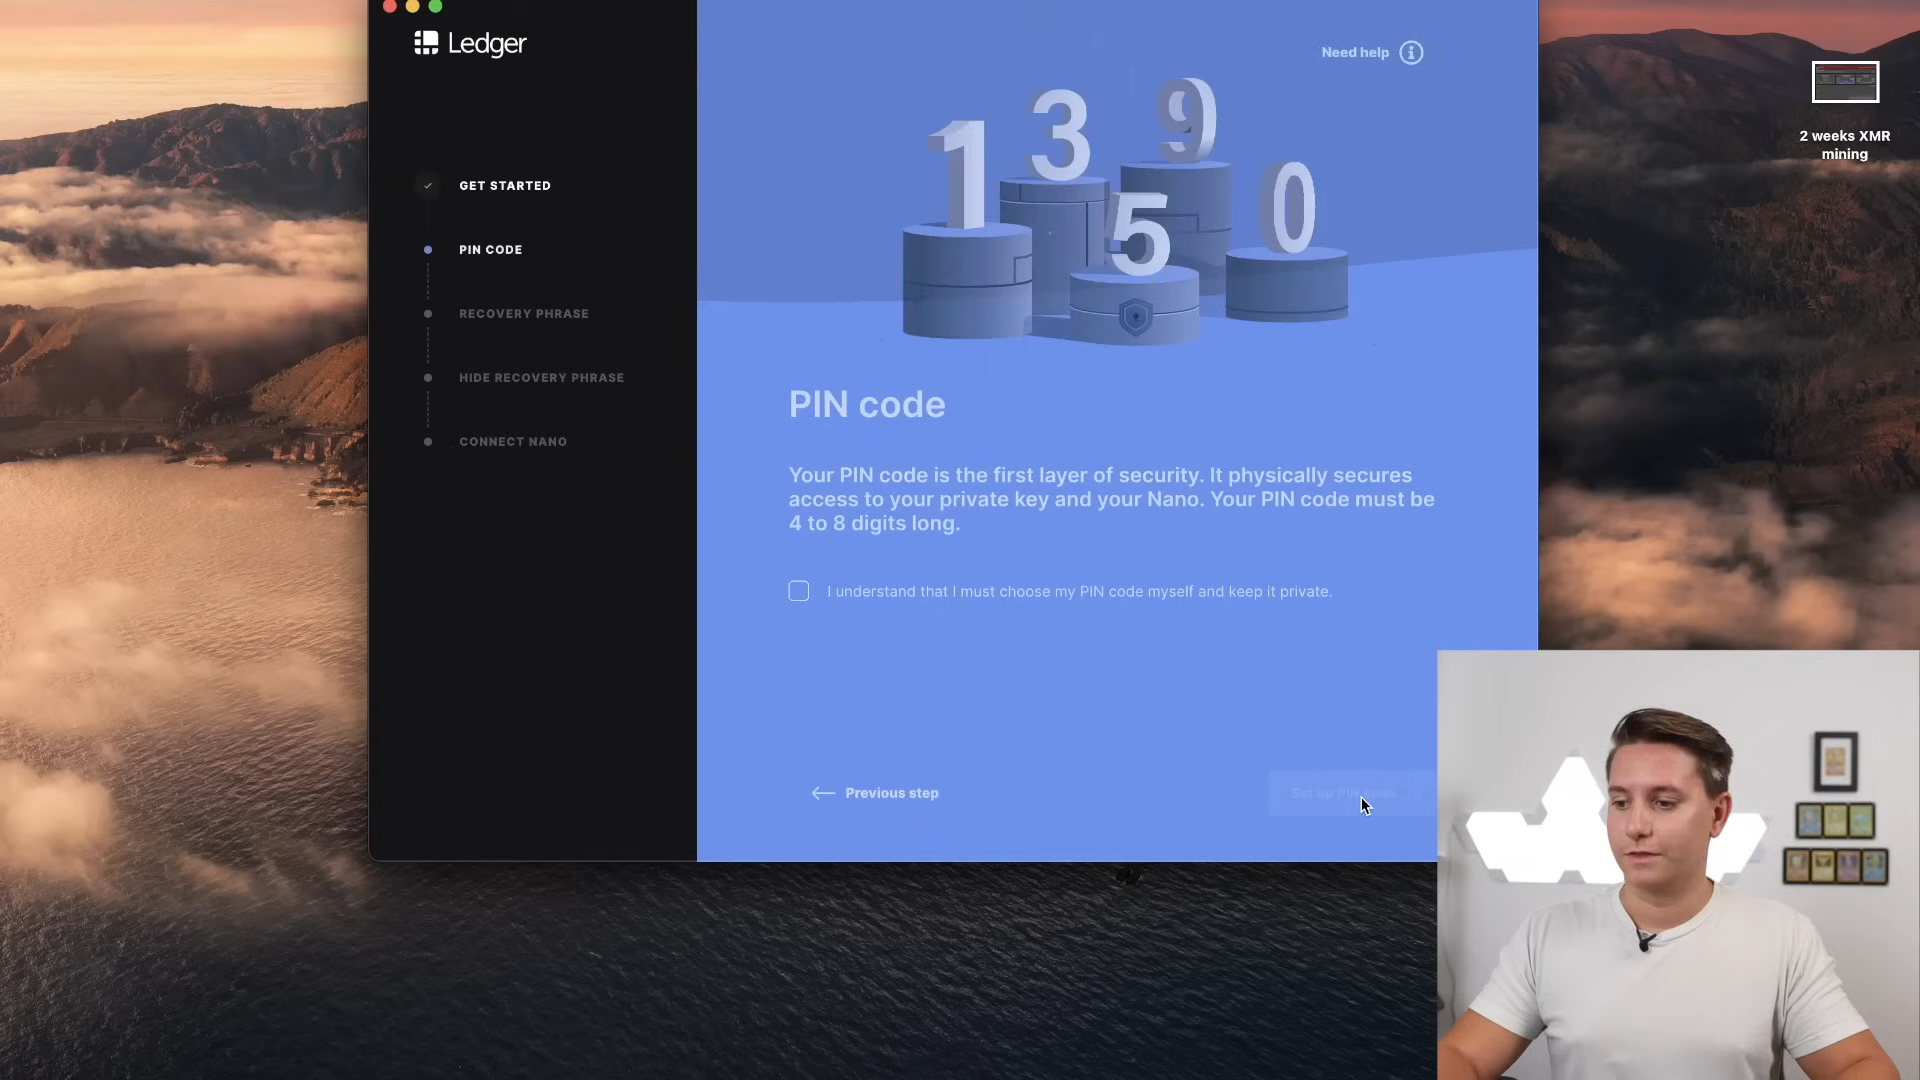 Ledger
Need help
1 3 9 5 0
GET STARTED
PIN CODE
RECOVERY PHRASE
HIDE RECOVERY PHRASE
CONNECT NANO
PIN code
Your PIN code is the first layer of security. It physically secures
access to your private key and your Nano. Your PIN code must be
4 to 8 digits long.
I understand that I must choose my PIN code myself and keep it private.
Previous step
Set up PIN
2 weeks XMR
mining